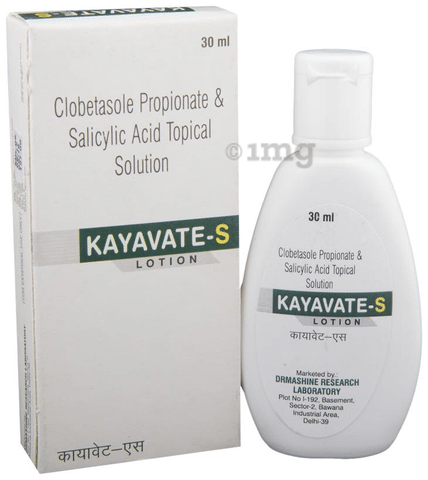 30 ml
Clobetasole Propionate &
Salicylic Acid Topical
Solution
KAYAVATE-S
LOTION
कायावेट-एस
©1mg
30 ml
Clobetasole Propionate &
Salicylic Acid Topical
Solution
KAYAVATE-S
LOTION
कायावेट-एस
Marketed by.:
DRMASHINE RESEARCH
LABORATORY
Plot No I-192, Basement,
Sector-2, Bawana
Industrial Area,
Delhi-39